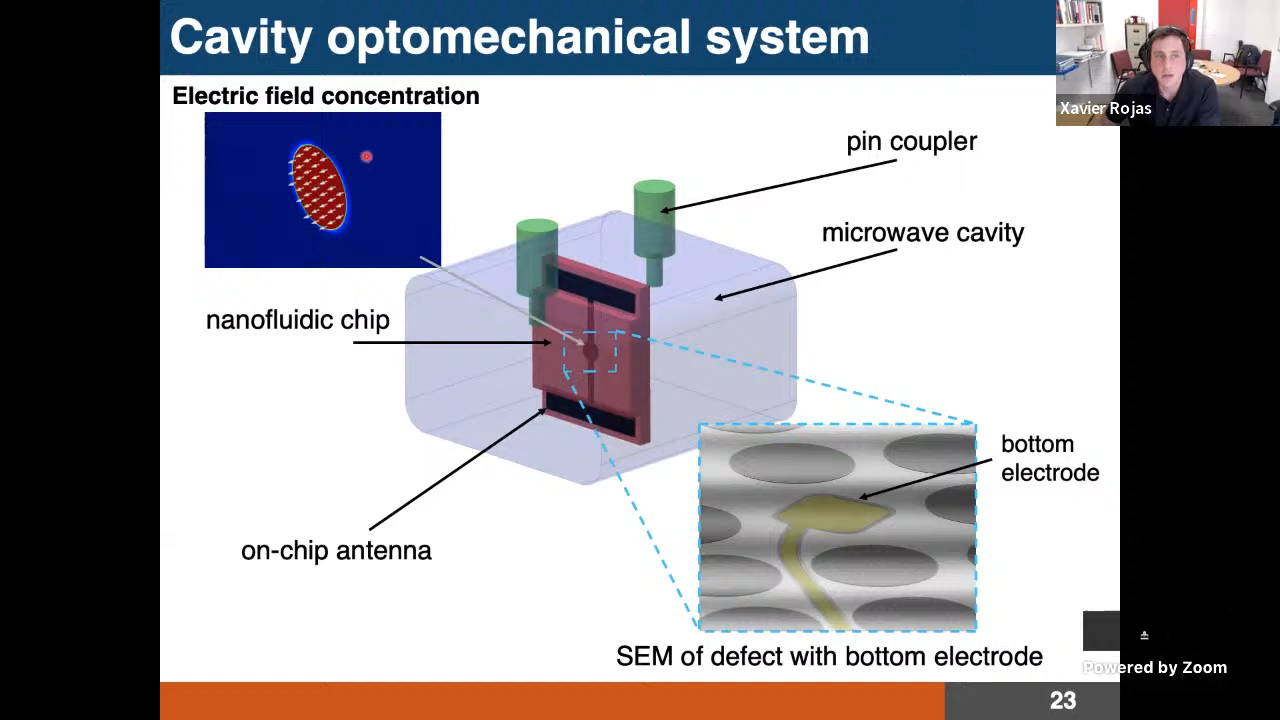 Cavity optomechanical system
Xavier Rojas
Electric field concentration
pin coupler
microwave cavity
nanofluidic chip
bottom
electrode
on-chip antenna
SEM of defect with bottom electrode
Powered by Zoom
23